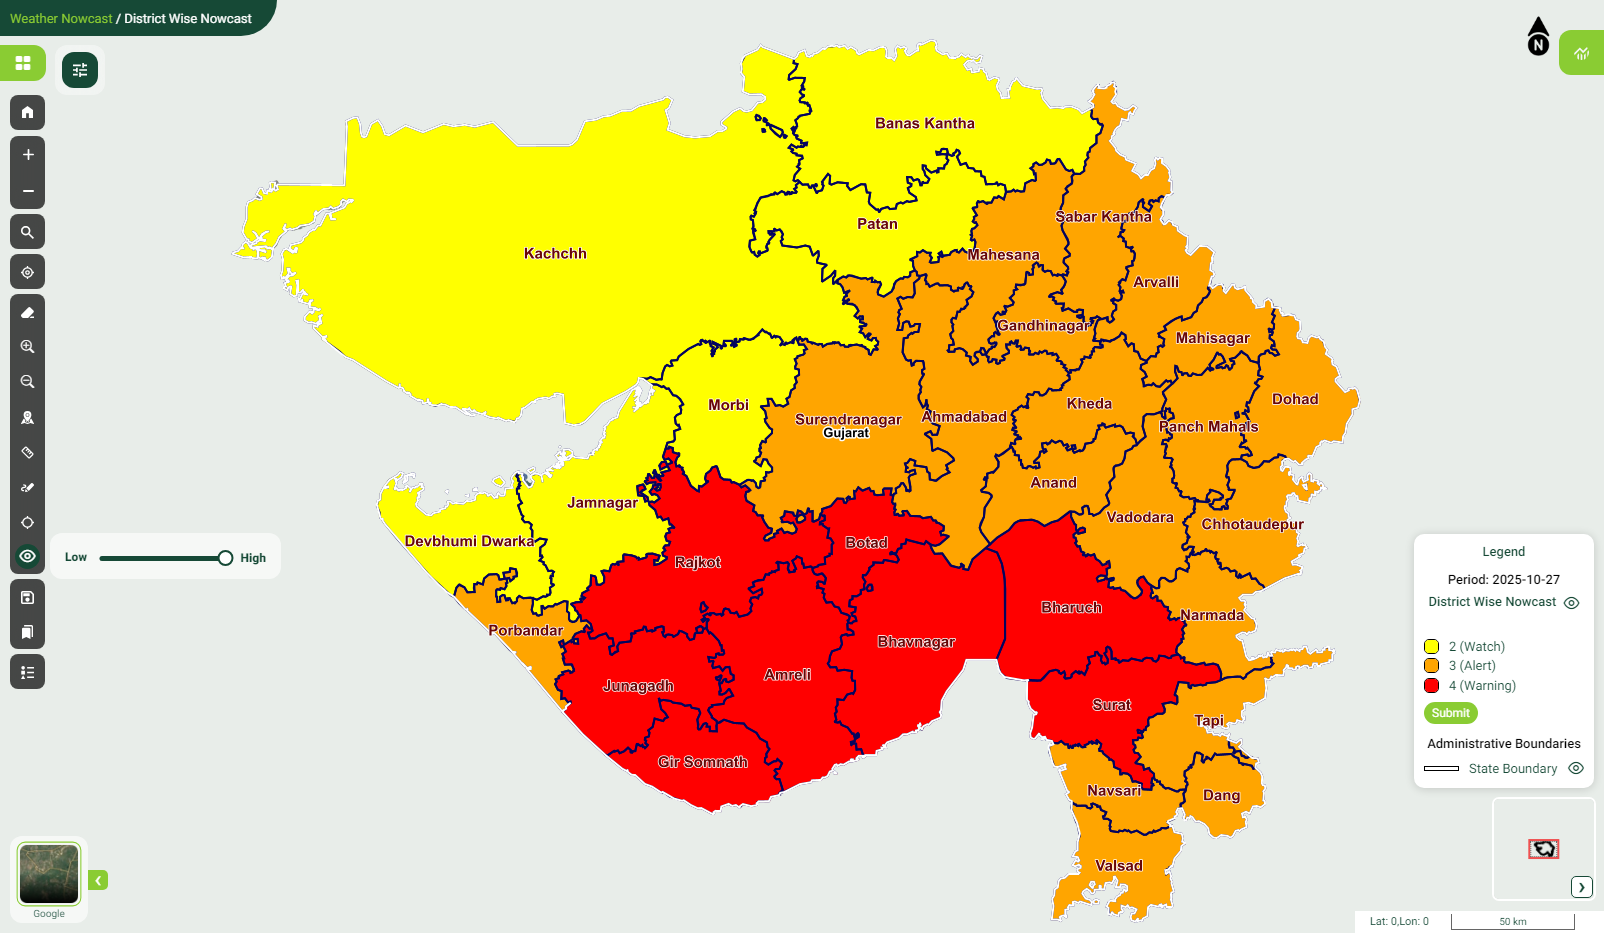 Weather Nowcast / District Wise Nowcast
N
Banas Kantha
Sabar Kantha
Patan
Kachchh
Mahesana
Arvalli
Gandhinagar
Mahisagar
Dohad
Morbi
Kheda
Surendranagar
Ahmadabad
Panch Mahals
Gujarat
Anand
Jamnagar
Vadodara
Chhotaudepur
Devbhumi Dwarka
Botad
Rajkot
Low
High
Bharuch
Narmada
Porbandar
Bhavnagar
Amreli
Junagadh
Surat
Tapi
Gir Somnath
Navsari
Dang
Valsad
Legend
Period: 2025-10-27
District Wise Nowcast
2 (Watch)
3 (Alert)
4 (Warning)
Submit
Administrative Boundaries
State Boundary
Google
Lat: 0,Lon: 0
50 km